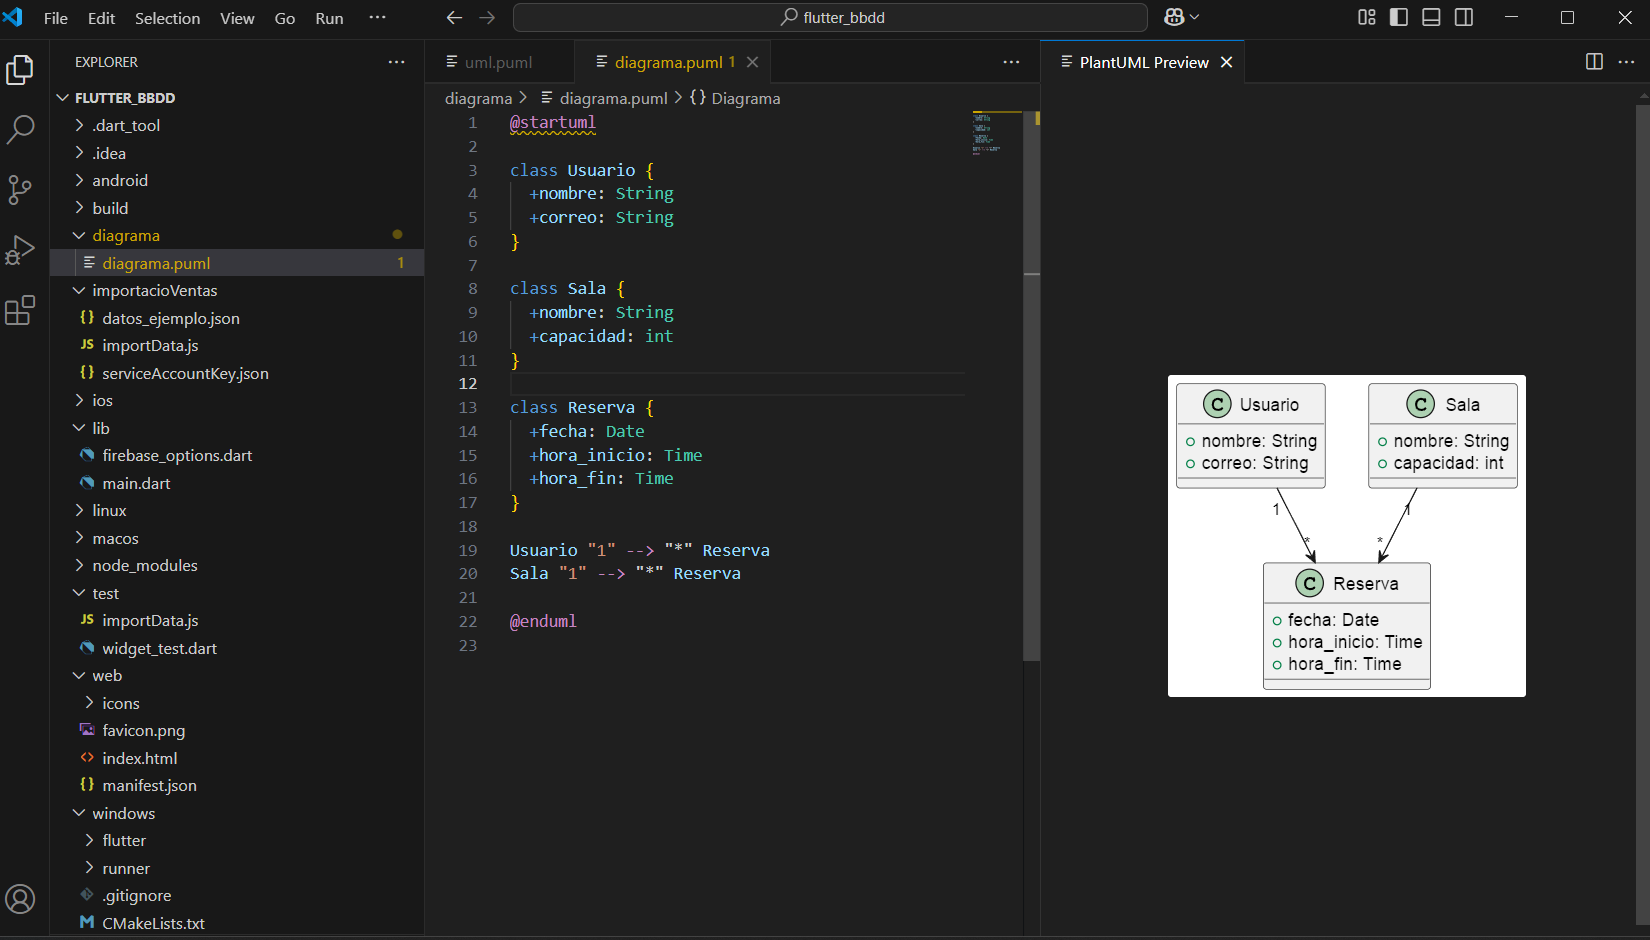 File Edit Selection View Go Run ···
flutter_bbdd
EXPLORER
FLUTTER_BBDD
.dart_tool
.idea
android
build
diagrama
diagrama.puml 1
importacioVentas
{} datos_ejemplo.json
JS importData.js
{} serviceAccountKey.json
ios
lib
firebase_options.dart
main.dart
linux
macos
node_modules
test
JS importData.js
widget_test.dart
web
icons
favicon.png
<> index.html
{} manifest.json
windows
flutter
runner
.gitignore
M CMakeLists.txt
uml.puml
diagrama.puml 1
diagrama > diagrama.puml > {} Diagrama
1 @startuml
2
3 class Usuario {
4 +nombre: String
5 +correo: String
6 }
7
8 class Sala {
9 +nombre: String
10 +capacidad: int
11 }
12
13 class Reserva {
14 +fecha: Date
15 +hora_inicio: Time
16 +hora_fin: Time
17 }
18
19 Usuario "1" --> "*" Reserva
20 Sala "1" --> "*" Reserva
21
22 @enduml
23
PlantUML Preview
C Usuario
nombre: String
correo: String
C Sala
nombre: String
capacidad: int
1 1
* *
C Reserva
fecha: Date
hora_inicio: Time
hora_fin: Time